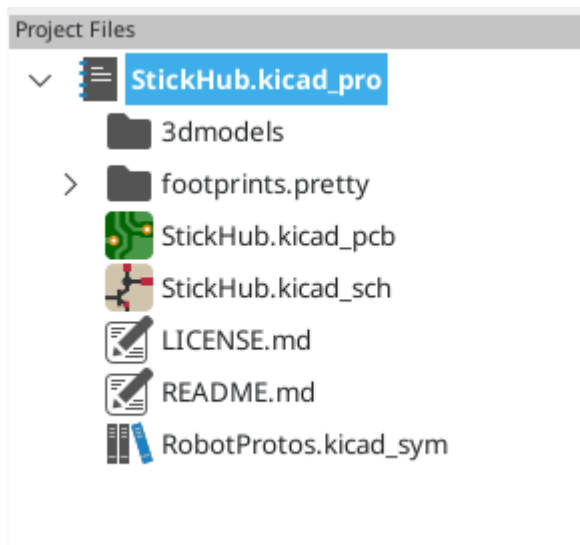 Project Files
StickHub.kicad_pro
3dmodels
footprints.pretty
StickHub.kicad_pcb
StickHub.kicad_sch
LICENSE.md
README.md
RobotProtos.kicad_sym